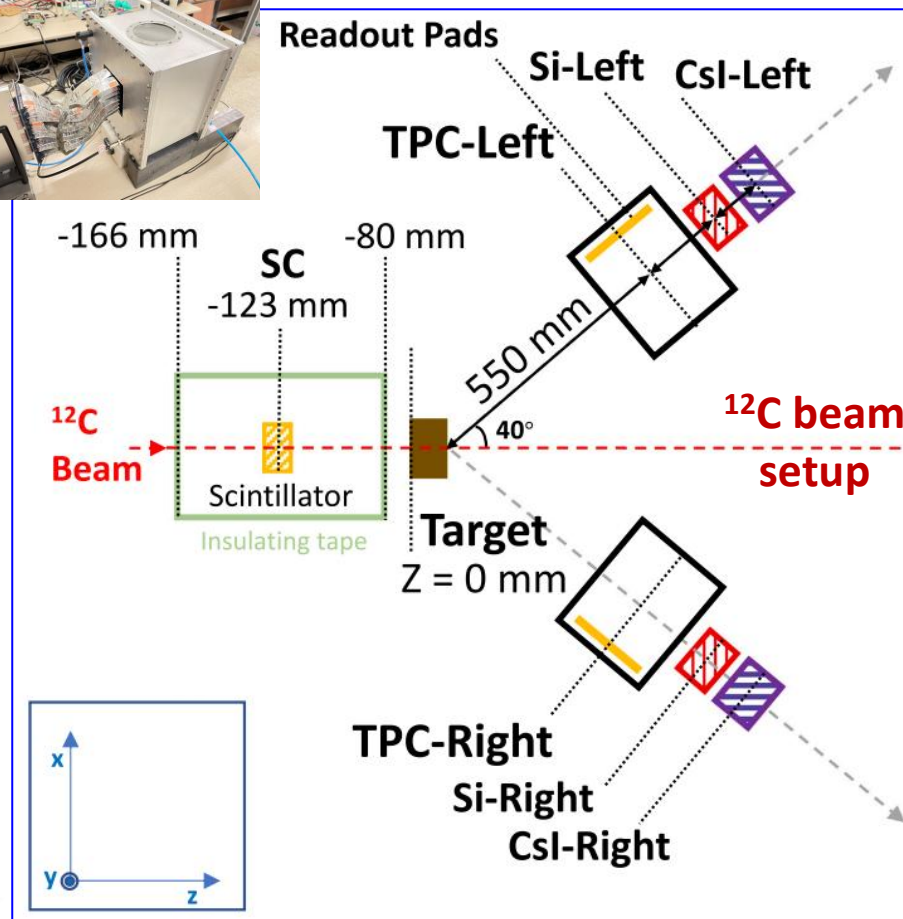 Readout Pads
Si-Left
CsI-Left
TPC-Left
-166 mm
-80 mm
SC
-123 mm
550 mm
¹²C
Beam
40°
¹²C beam
setup
Scintillator
Insulating tape
Target
Z = 0 mm
TPC-Right
Si-Right
CsI-Right
x
y
z